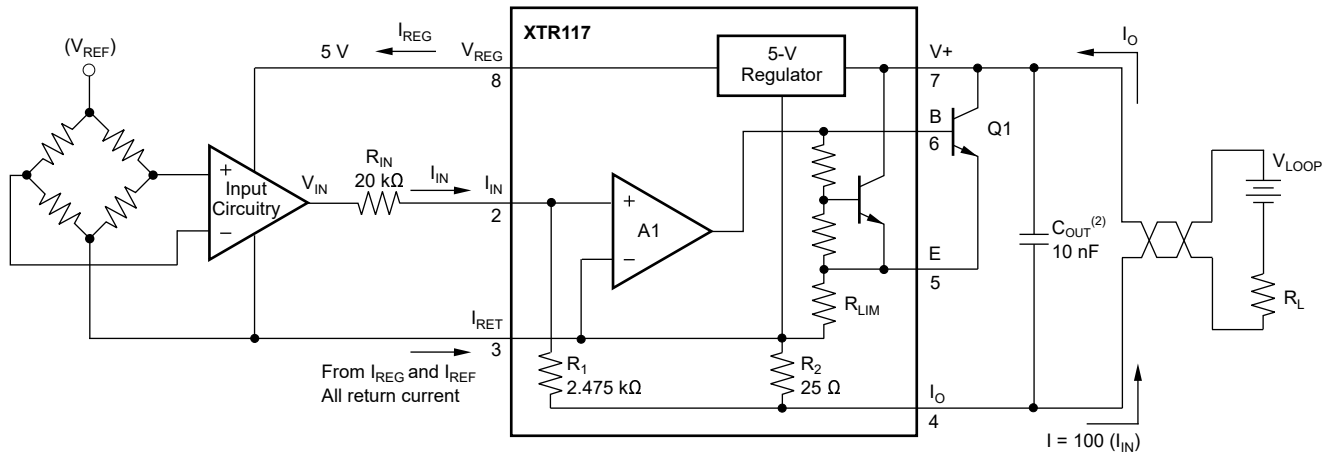 XTR117
(V_REF)
5 V
I_REG
V_REG
8
5-V
Regulator
V+
7
I_O
B
6
Q1
V_LOOP
R_IN
20 kΩ
I_IN
I_IN
2
+
Input
Circuitry
−
V_IN
+
A1
−
E
5
C_OUT(2)
10 nF
R_L
R_LIM
I_RET
3
From I_REG and I_REF
All return current
R_1
2.475 kΩ
R_2
25 Ω
I_O
4
I = 100 (I_IN)